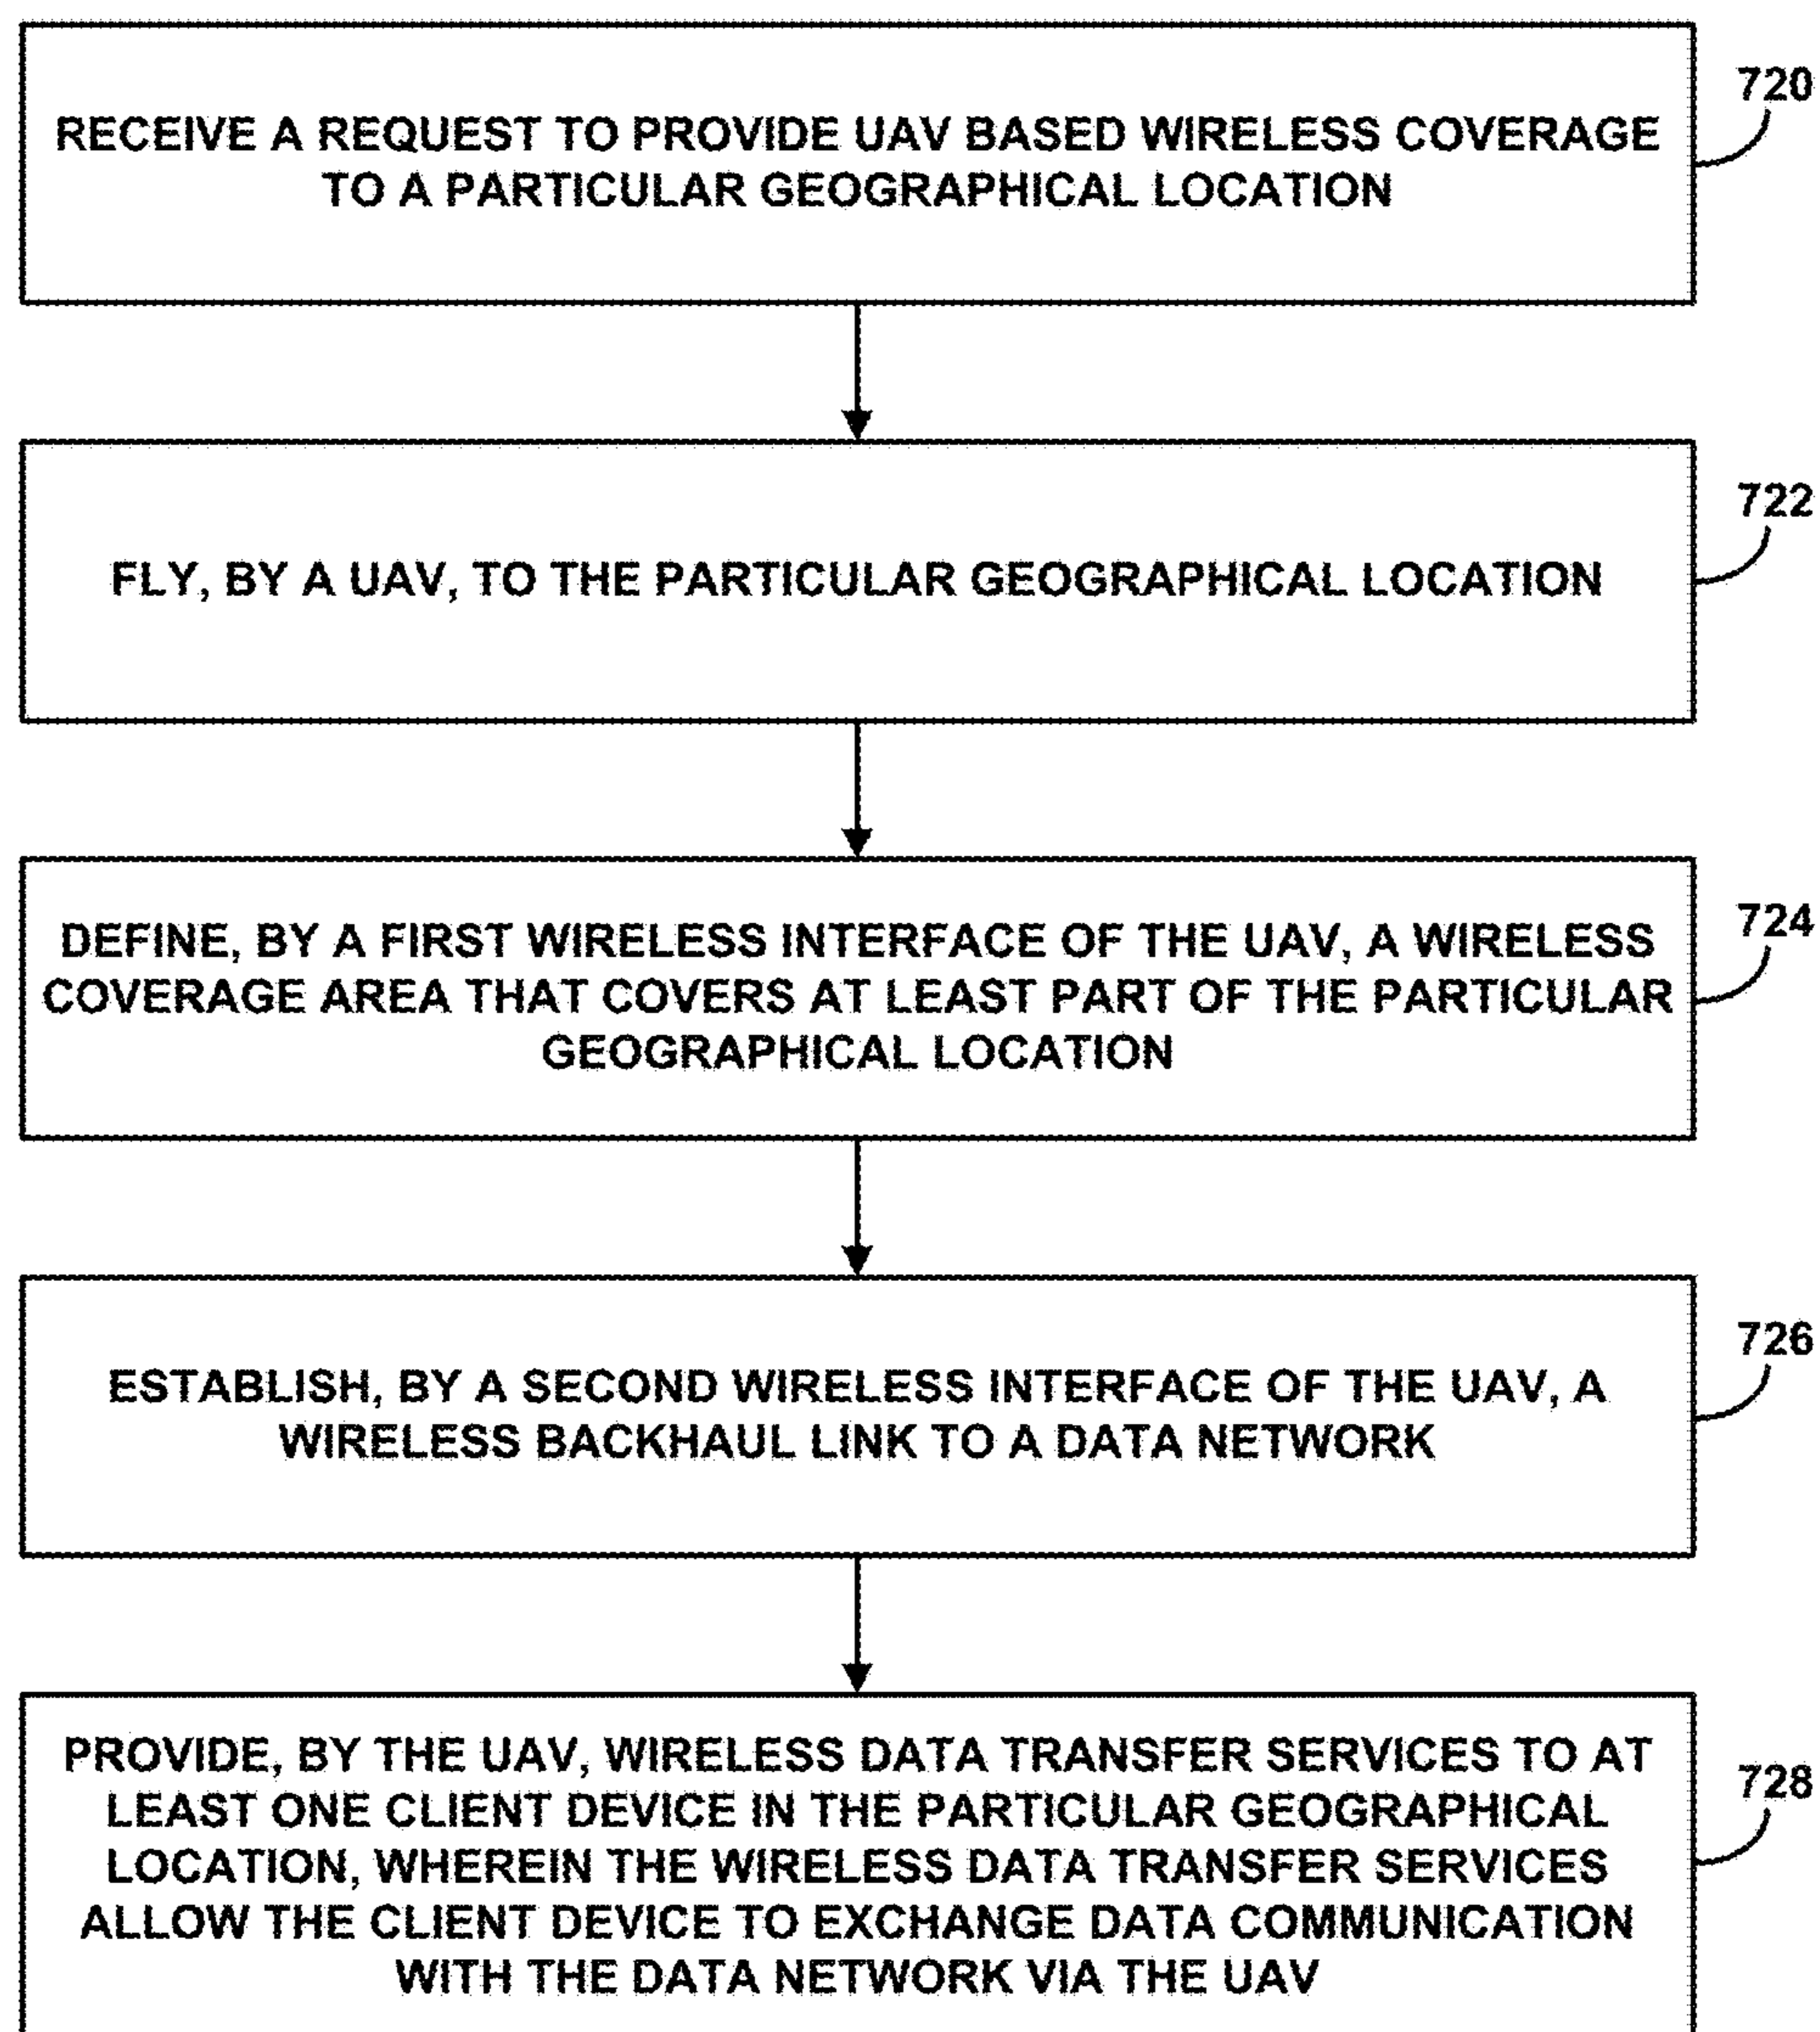 720
RECEIVE A REQUEST TO PROVIDE UAV BASED WIRELESS COVERAGE
TO A PARTICULAR GEOGRAPHICAL LOCATION
722
FLY, BY A UAV, TO THE PARTICULAR GEOGRAPHICAL LOCATION
724
DEFINE, BY A FIRST WIRELESS INTERFACE OF THE UAV, A WIRELESS
COVERAGE AREA THAT COVERS AT LEAST PART OF THE PARTICULAR
GEOGRAPHICAL LOCATION
726
ESTABLISH, BY A SECOND WIRELESS INTERFACE OF THE UAV, A
WIRELESS BACKHAUL LINK TO A DATA NETWORK
728
PROVIDE, BY THE UAV, WIRELESS DATA TRANSFER SERVICES TO AT
LEAST ONE CLIENT DEVICE IN THE PARTICULAR GEOGRAPHICAL
LOCATION, WHEREIN THE WIRELESS DATA TRANSFER SERVICES
ALLOW THE CLIENT DEVICE TO EXCHANGE DATA COMMUNICATION
WITH THE DATA NETWORK VIA THE UAV